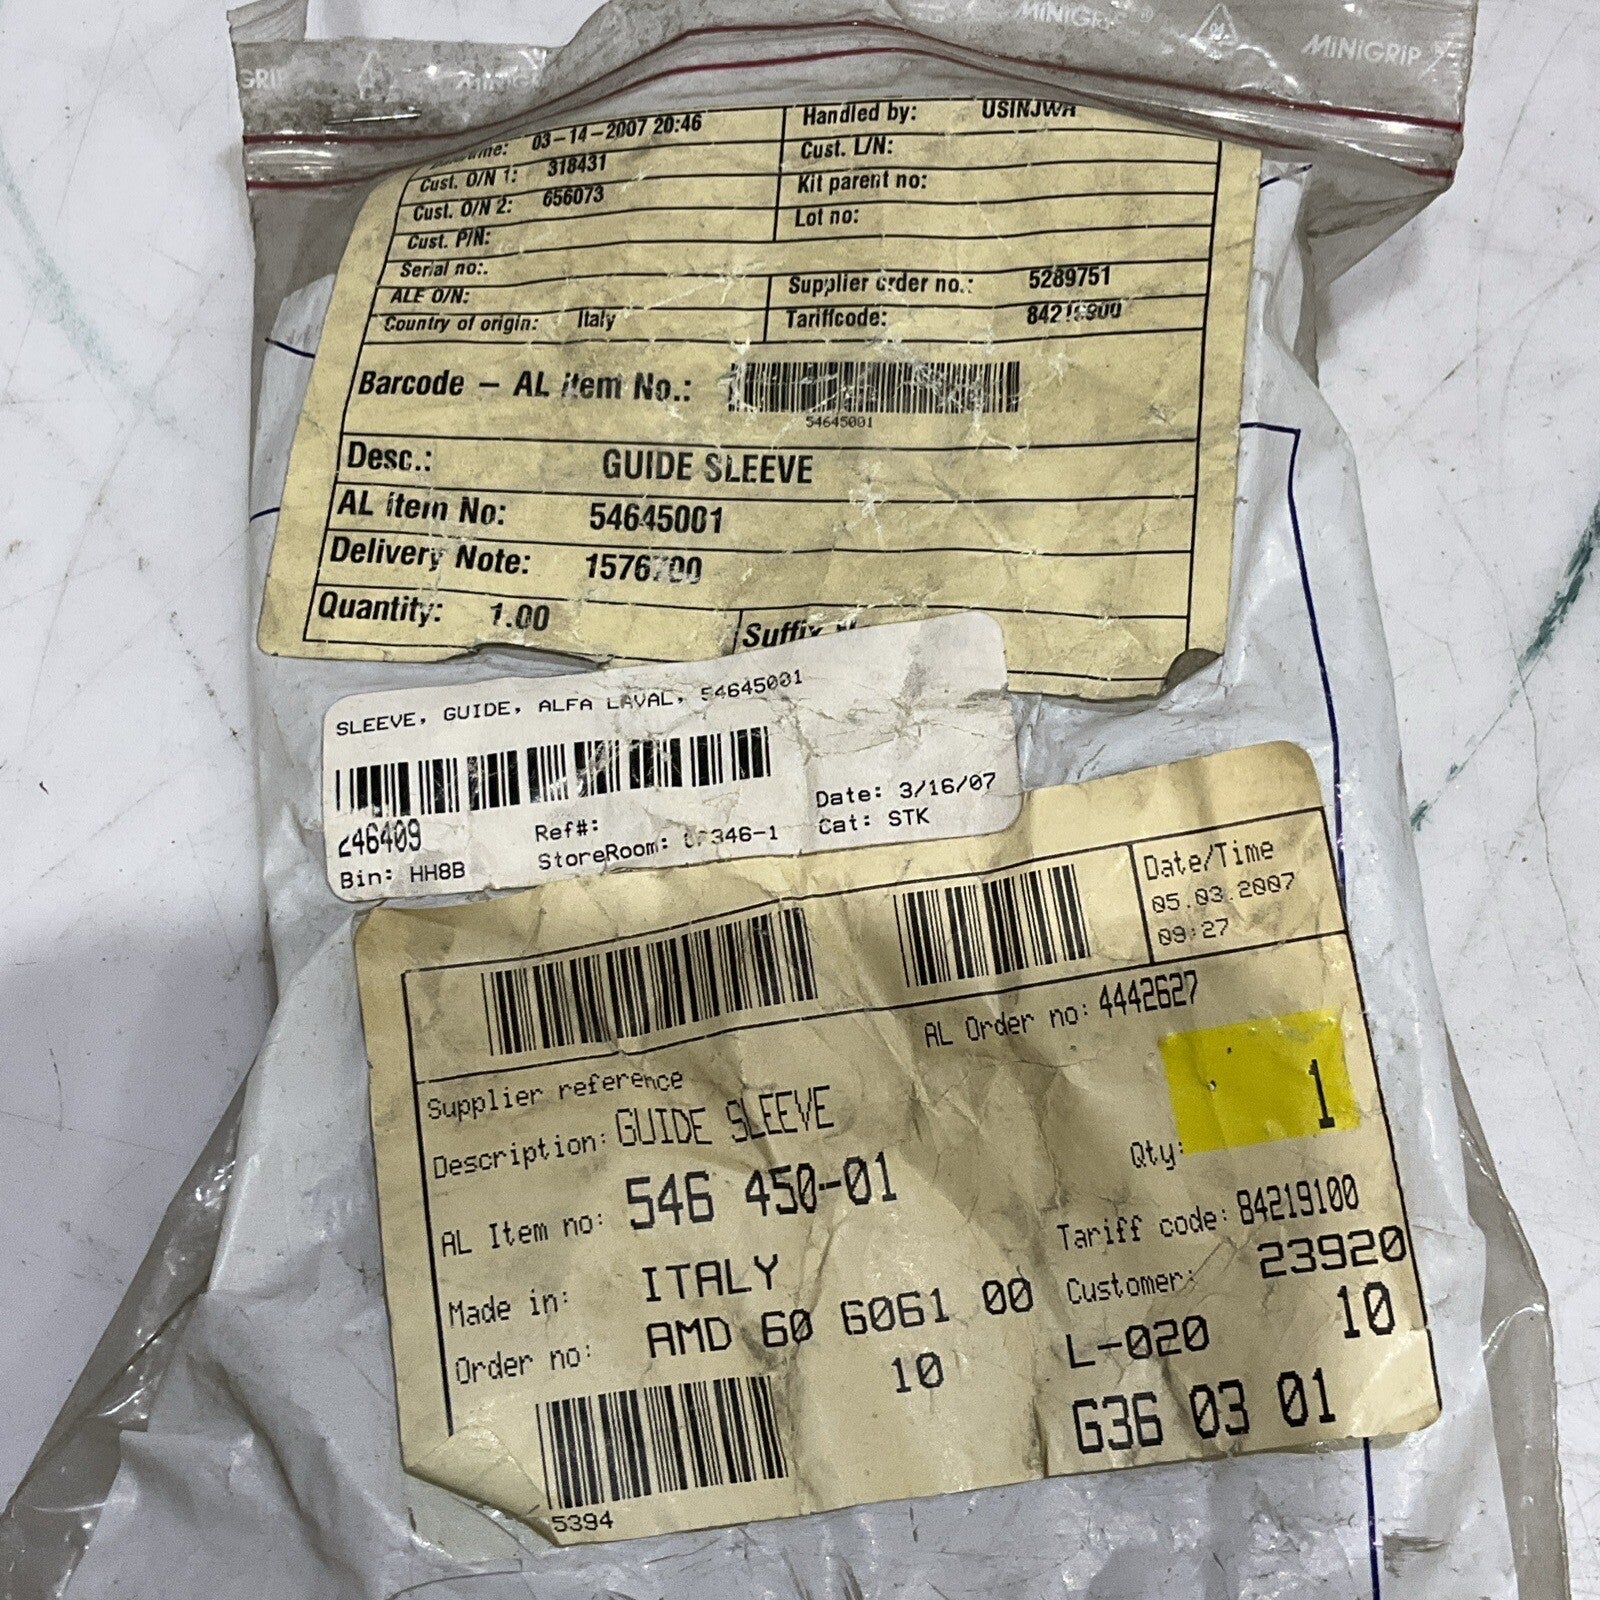 MiNiGRiP
MiNiGRiP
03-14-2007 20:46
Handled by: USINJWA
Cust. O/N 1: 318431
Cust. L/N:
Cust. O/N 2: 656073
Kit parent no:
Cust. P/N:
Lot no:
Serial no:.
ALE O/N:
Supplier order no.: 5289751
Country of origin: Italy
Tariffcode:
Barcode – AL item No.:
54645001
Desc.: GUIDE SLEEVE
AL item No: 54645001
Delivery Note:
Quantity: 1.00
Suffix
SLEEVE, GUIDE, ALFA LAVAL, 54645001
246409
Ref#:
Date: 3/16/07
Bin: HH8B
StoreRoom:
Cat: STK
Date/Time
05.03.2007
09:27
AL Order no: 4442627
Supplier reference
Description: GUIDE SLEEVE
Qty: 1
AL Item no: 546 450-01
Tariff code: 84219100
Made in: ITALY
Customer: 23920
Order no: AMD 60 6061 00
10
L-020 10
G36 03 01
5394